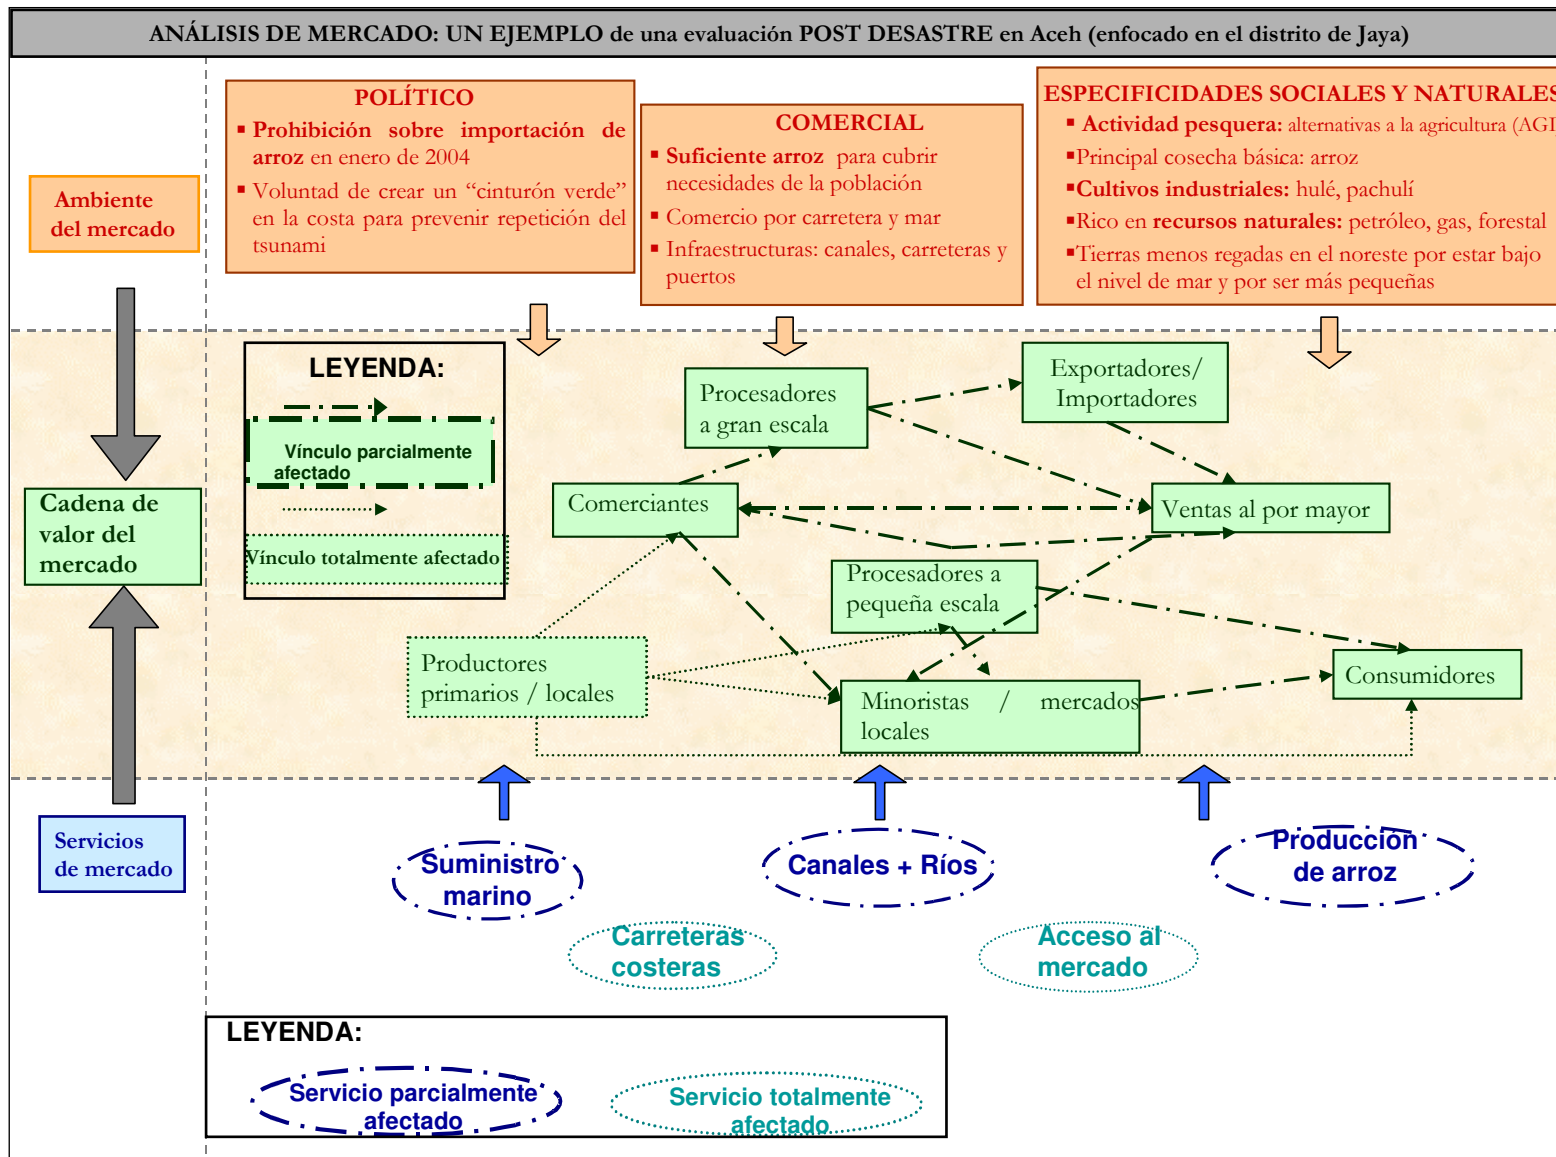 ANÁLISIS DE MERCADO: UN EJEMPLO de una evaluación POST DESASTRE en Aceh (enfocado en el distrito de Jaya)
POLÍTICO
▪ Prohibición sobre importación de
arroz en enero de 2004
▪ Voluntad de crear un “cinturón verde”
en la costa para prevenir repetición del
tsunami
COMERCIAL
▪ Suficiente arroz para cubrir
necesidades de la población
▪ Comercio por carretera y mar
▪ Infraestructuras: canales, carreteras y
puertos
ESPECIFICIDADES SOCIALES Y NATURALES
▪ Actividad pesquera: alternativas a la agricultura (AGI
▪Principal cosecha básica: arroz
▪Cultivos industriales: hulé, pachulí
▪Rico en recursos naturales: petróleo, gas, forestal
▪Tierras menos regadas en el noreste por estar bajo
el nivel de mar y por ser más pequeñas
Ambiente
del mercado
Cadena de
valor del
mercado
Servicios
de mercado
LEYENDA:
Vínculo parcialmente
afectado
Vínculo totalmente afectado
Procesadores
a gran escala
Exportadores/
Importadores
Comerciantes
Ventas al por mayor
Procesadores a
pequeña escala
Productores
primarios / locales
Minoristas / mercados
locales
Consumidores
Suministro
marino
Canales + Ríos
Producción
de arroz
Carreteras
costeras
Acceso al
mercado
LEYENDA:
Servicio parcialmente
afectado
Servicio totalmente
afectado